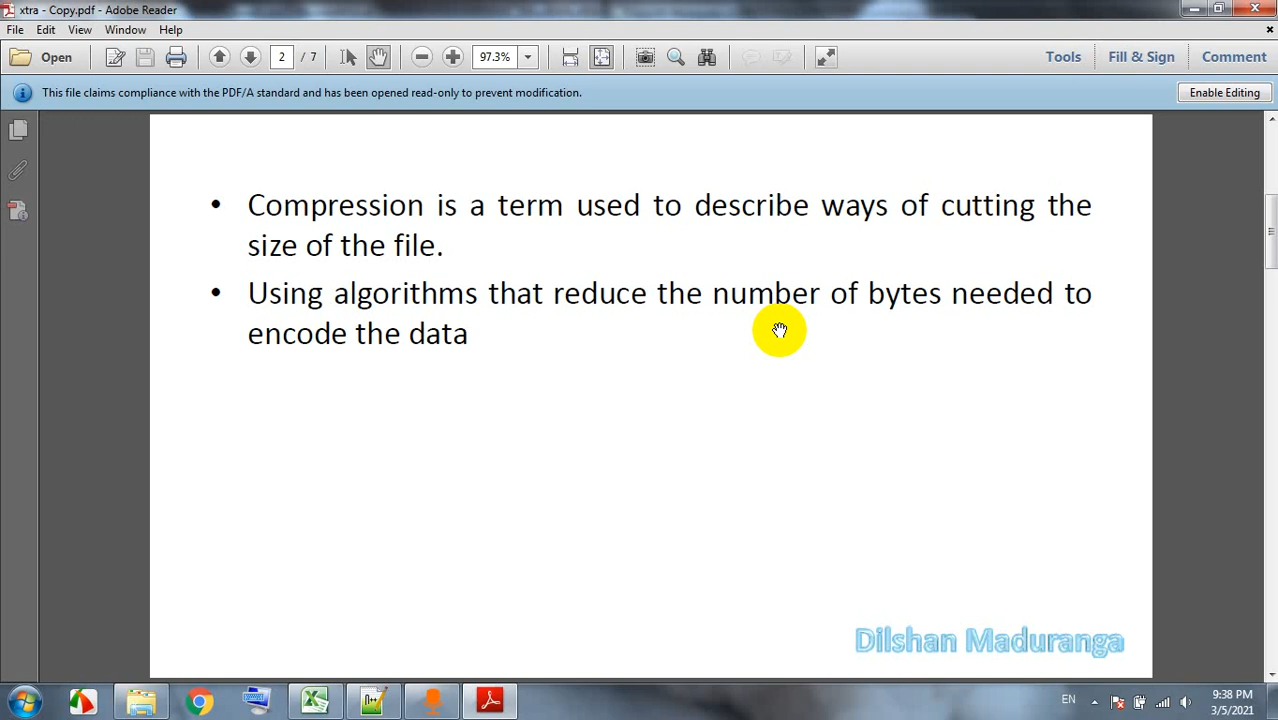 xtra - Copy.pdf - Adobe Reader
File Edit View Window Help
Open 2 / 7 97.3% Tools Fill & Sign Comment
This file claims compliance with the PDF/A standard and has been opened read-only to prevent modification. Enable Editing
• Compression is a term used to describe ways of cutting the
size of the file.
• Using algorithms that reduce the number of bytes needed to
encode the data
Dilshan Maduranga
EN 9:38 PM
3/5/2021